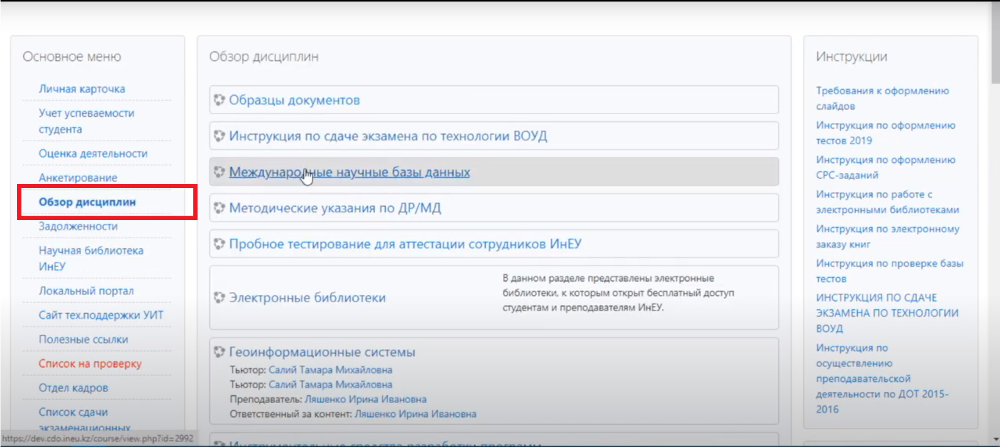 Основное меню
Личная карточка
Учет успеваемости
студента
Оценка деятельности
Анкетирование
Обзор дисциплин
Задолженности
Научная библиотека
ИнЕУ
Локальный портал
Сайт тех.поддержки УИТ
Полезные ссылки
Список на проверку
Отдел кадров
Список сдачи
экзаменационных
https://dev.cdo.ineu.kz/course/view.php?id=2992
Обзор дисциплин
Образцы документов
Инструкция по сдаче экзамена по технологии ВОУД
Международные научные базы данных
Методические указания по ДР/МД
Пробное тестирование для аттестации сотрудников ИнЕУ
Электронные библиотеки
В данном разделе представлены электронные
библиотеки, к которым открыт бесплатный доступ
студентам и преподавателям ИнЕУ.
Геоинформационные системы
Тьютор: Салий Тамара Михайловна
Тьютор: Салий Тамара Михайловна
Преподаватель: Ляшенко Ирина Ивановна
Ответственный за контент: Ляшенко Ирина Ивановна
Инструментальные средства разработки программ
Инструкции
Требования к оформлению
слайдов
Инструкция по оформлению
тестов 2019
Инструкция по оформлению
СРС-заданий
Инструкция по работе с
электронными библиотеками
Инструкция по электронному
заказу книг
Инструкция по проверке базы
тестов
ИНСТРУКЦИЯ ПО СДАЧЕ
ЭКЗАМЕНА ПО ТЕХНОЛОГИИ
ВОУД
Инструкция по
осуществлению
преподавательской
деятельности по ДОТ 2015-
2016